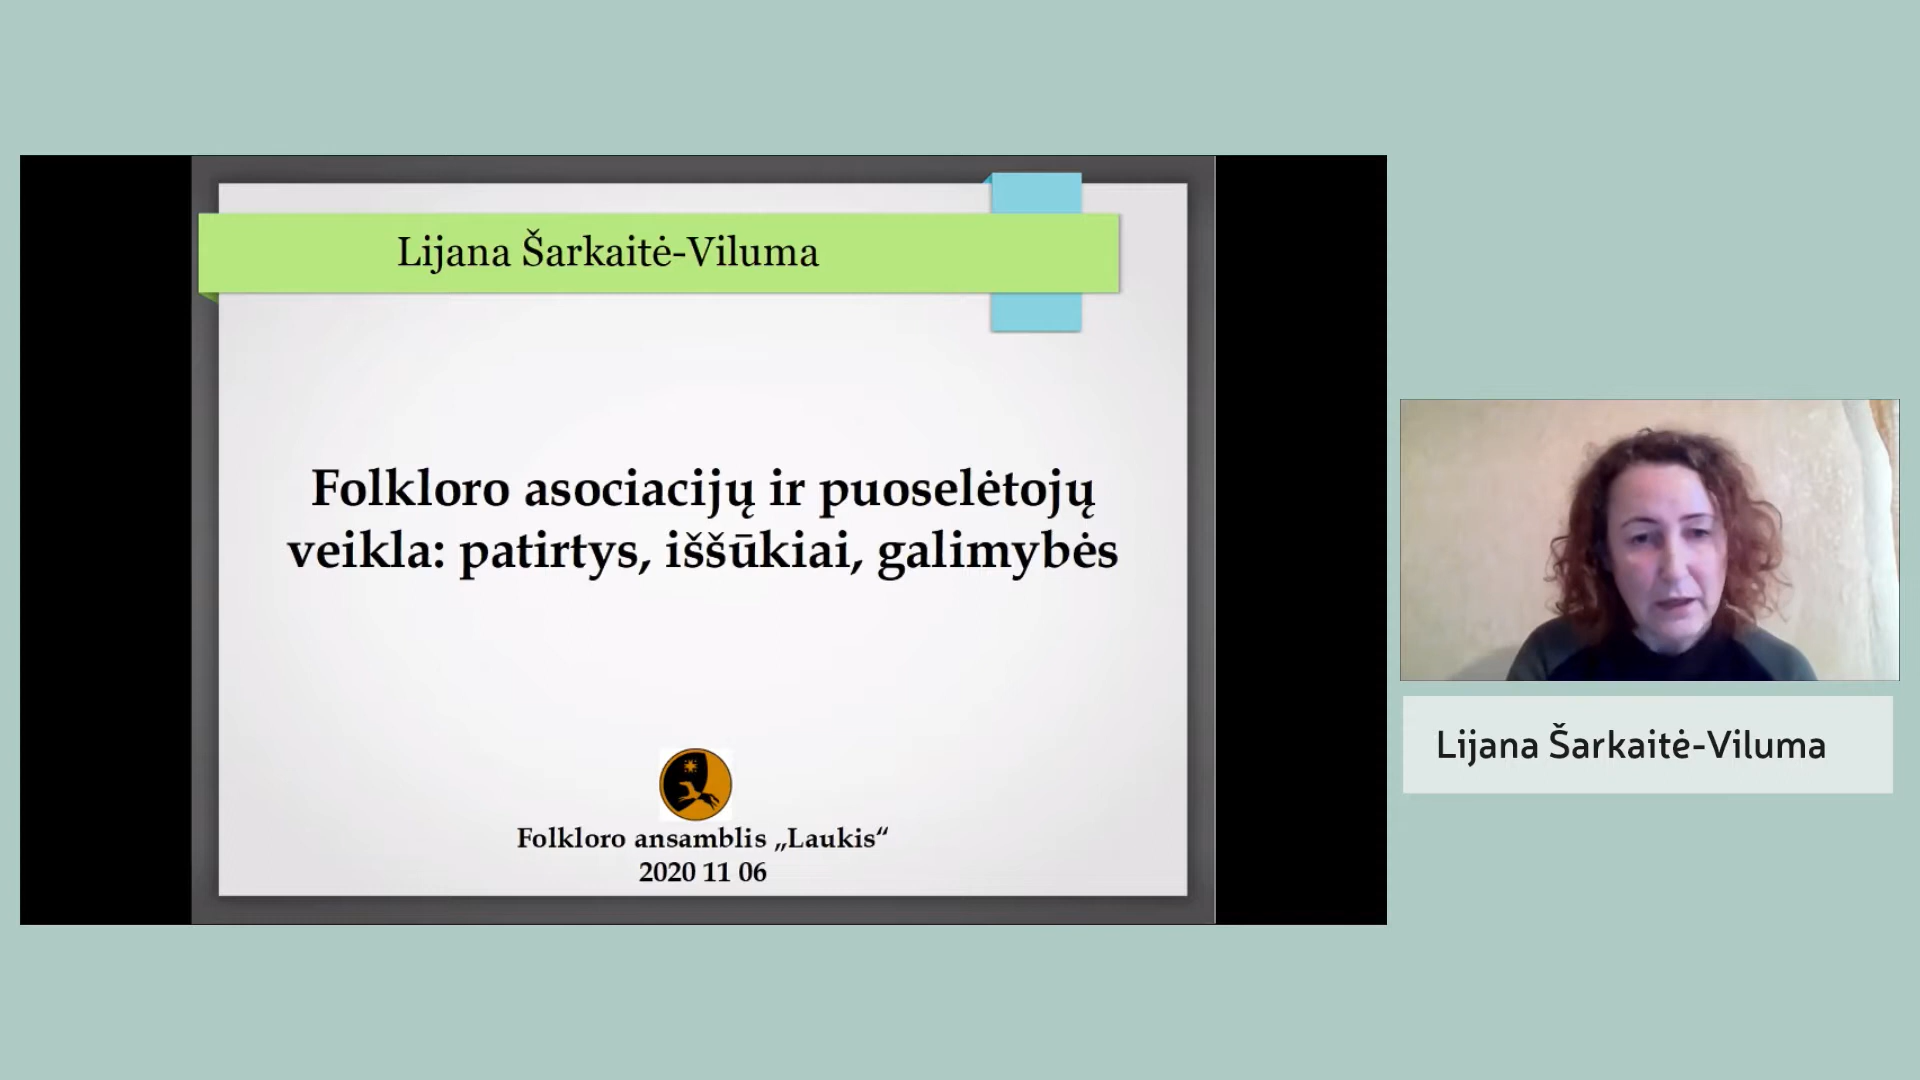 Lijana Šarkaitė-Viluma
Folkloro asociacijų ir puoselėtojų
veikla: patirtys, iššūkiai, galimybės
Folkloro ansamblis „Laukis“
2020 11 06
Lijana Šarkaitė-Viluma